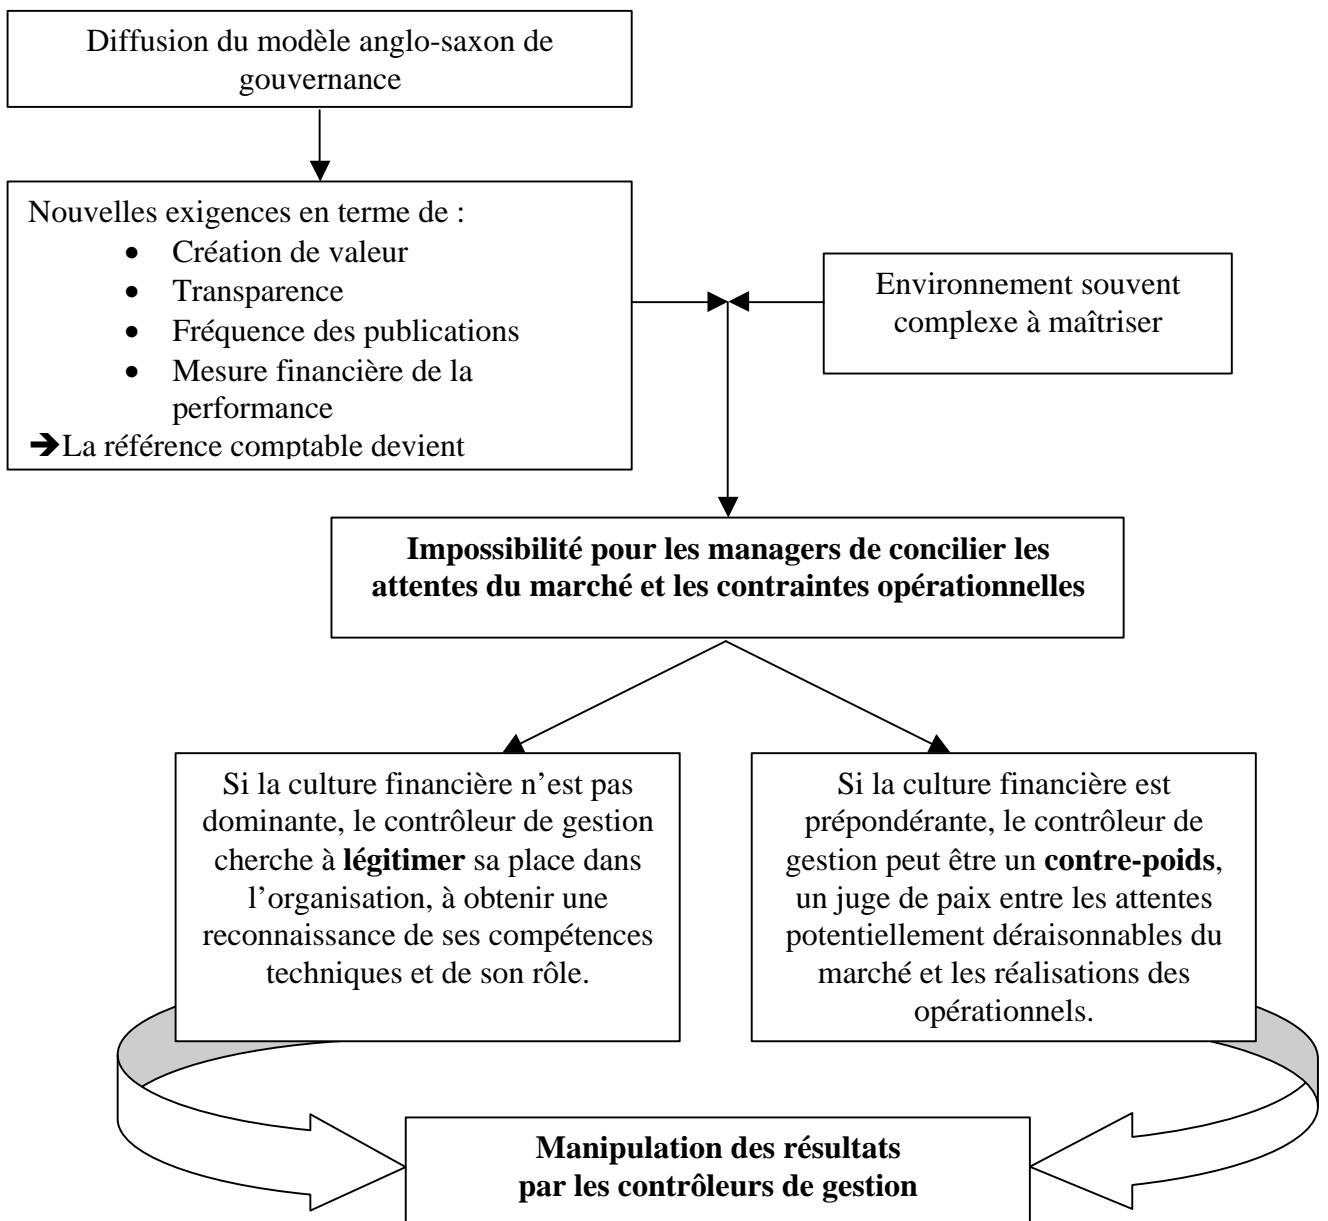 Diffusion du modèle anglo-saxon de
gouvernance
Nouvelles exigences en terme de :
• Création de valeur
• Transparence
• Fréquence des publications
• Mesure financière de la
performance
➔La référence comptable devient
Environnement souvent
complexe à maîtriser
Impossibilité pour les managers de concilier les
attentes du marché et les contraintes opérationnelles
Si la culture financière n’est pas
dominante, le contrôleur de gestion
cherche à légitimer sa place dans
l’organisation, à obtenir une
reconnaissance de ses compétences
techniques et de son rôle.
Si la culture financière est
prépondérante, le contrôleur de
gestion peut être un contre-poids,
un juge de paix entre les attentes
potentiellement déraisonnables du
marché et les réalisations des
opérationnels.
Manipulation des résultats
par les contrôleurs de gestion